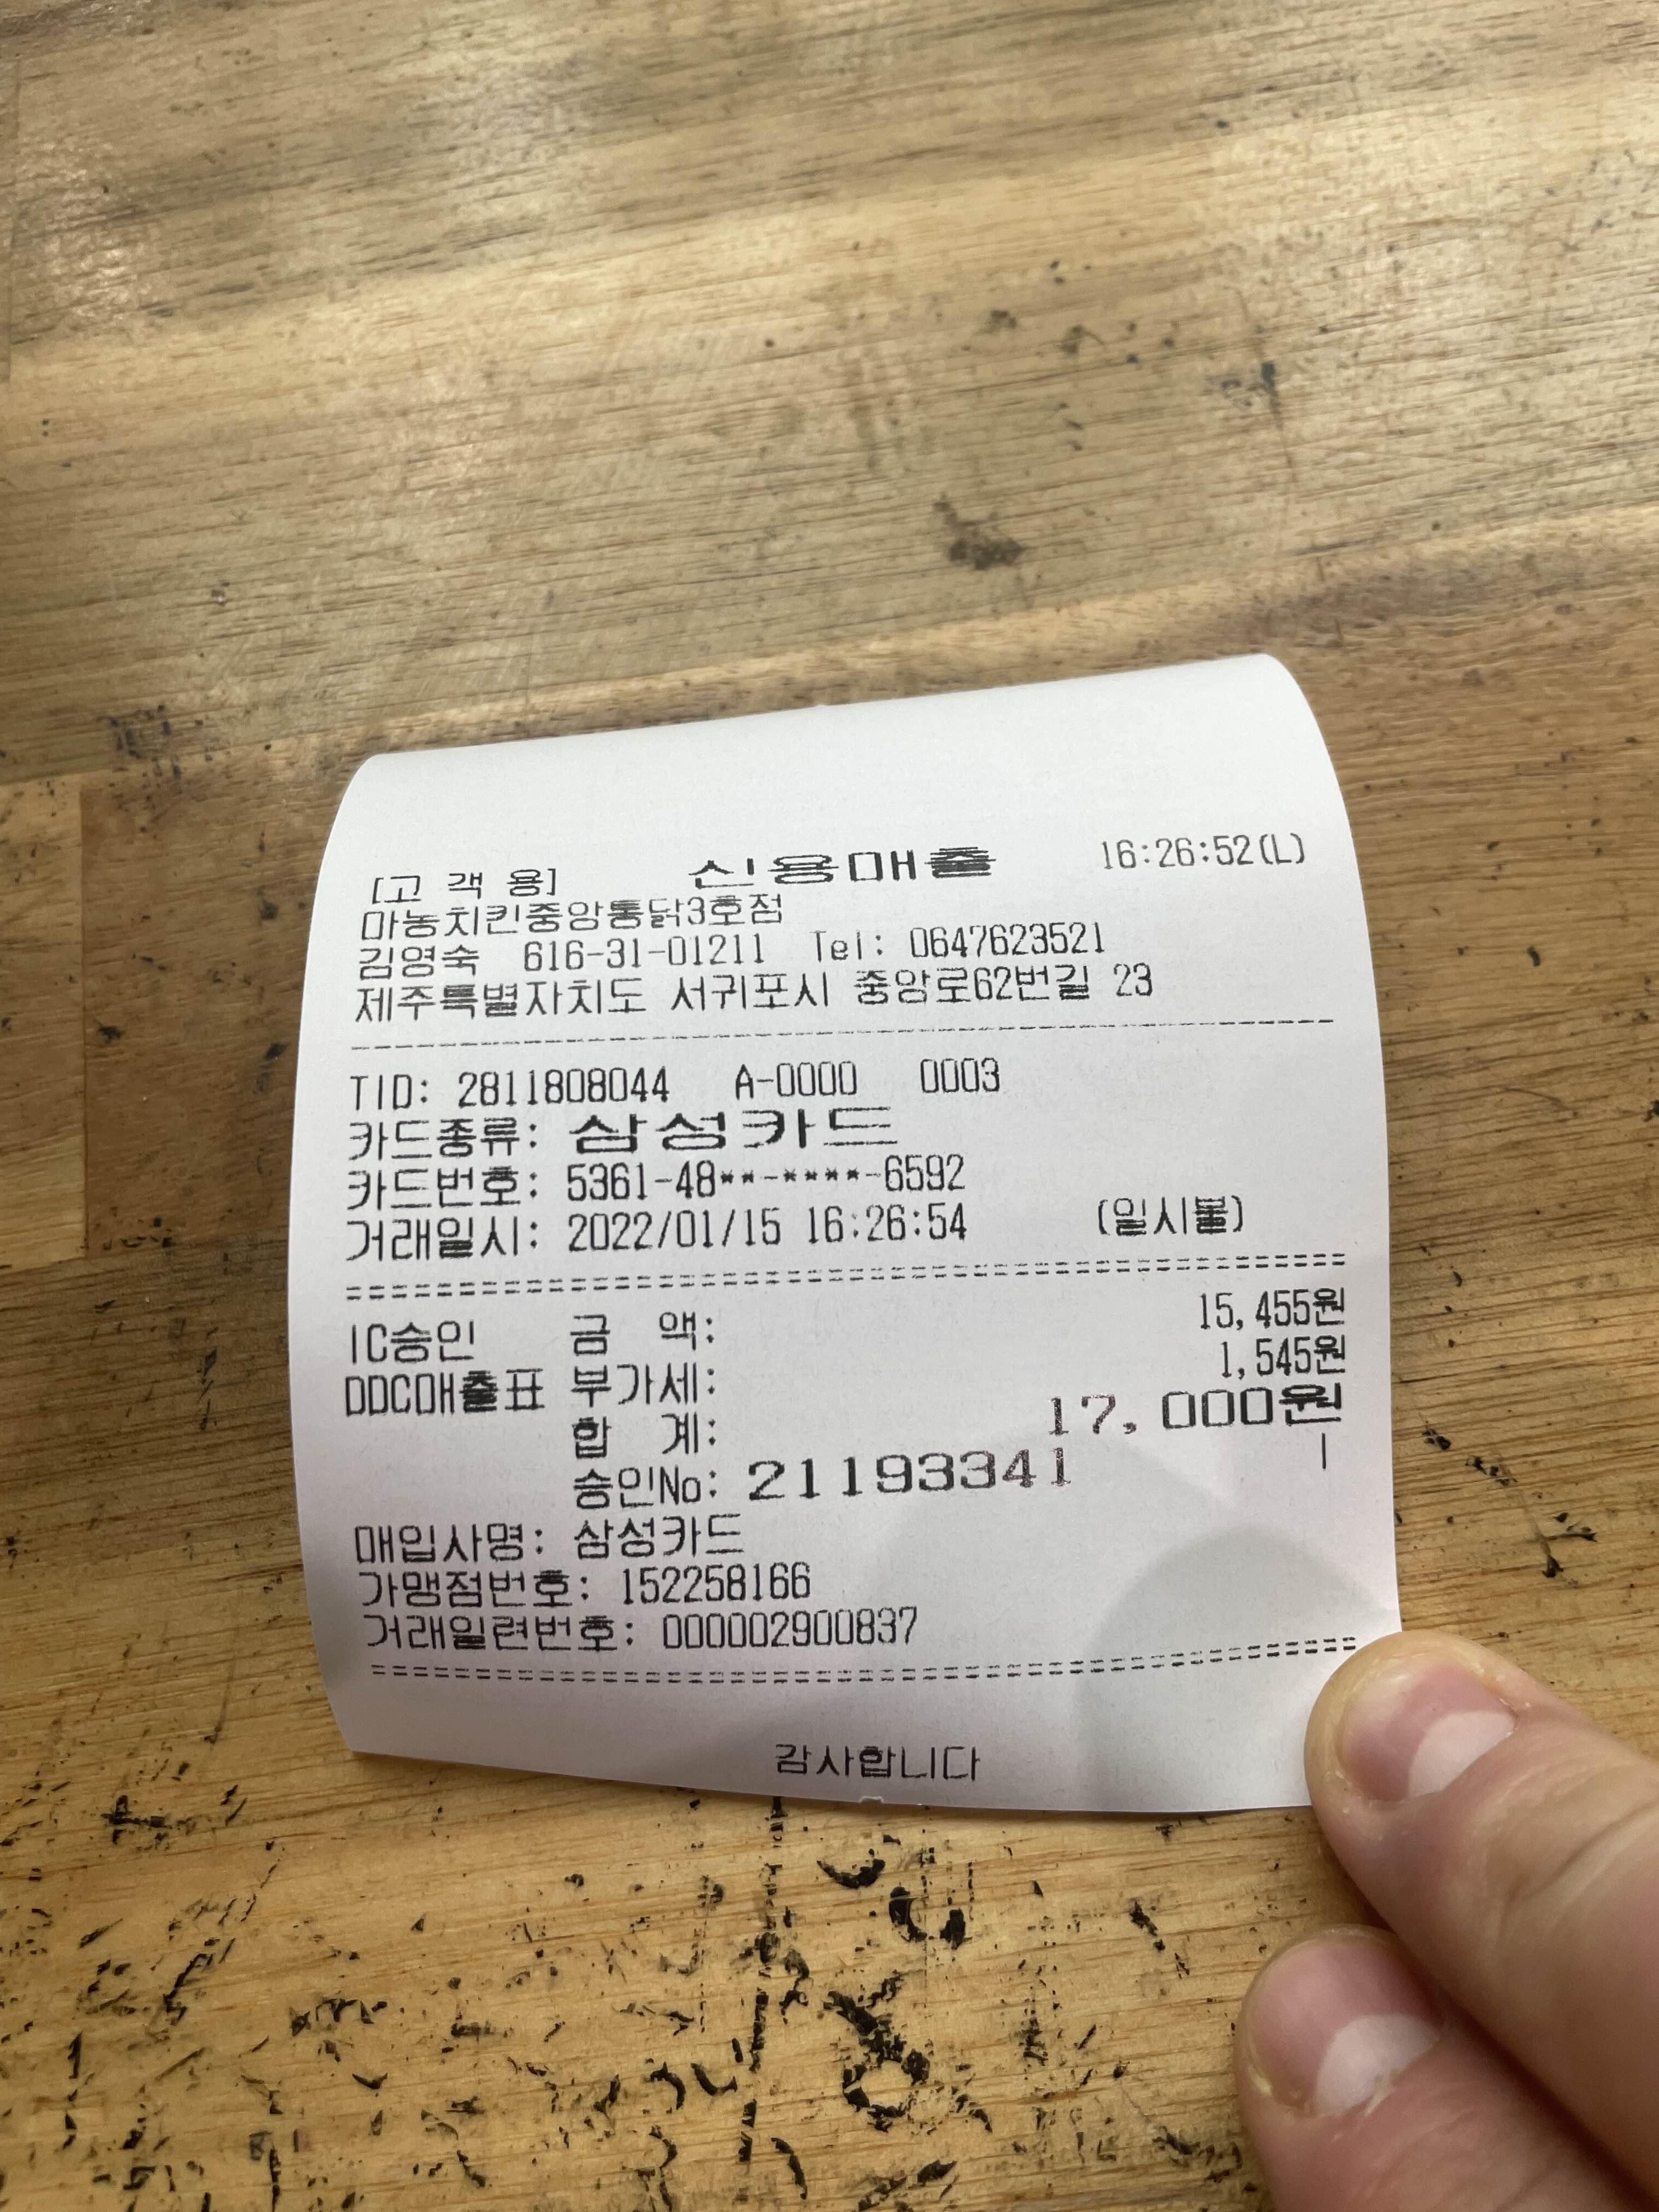 [고 객 용] 신용매출 16:26:52(L)
마농치킨중앙통닭3호점
김영숙 616-31-01211 Tel: 0647623521
제주특별자치도 서귀포시 중앙로62번길 23
TID: 2811808044 A-0000 0003
카드종류: 삼성카드
카드번호: 5361-48**-****-6592
거래일시: 2022/01/15 16:26:54 (일시불)
IC승인 금 액: 15,455원
DDC매출표 부가세: 1,545원
합 계: 17,000원
승인No: 21193341
매입사명: 삼성카드
가맹점번호: 152258166
거래일련번호: 000002900837
감사합니다